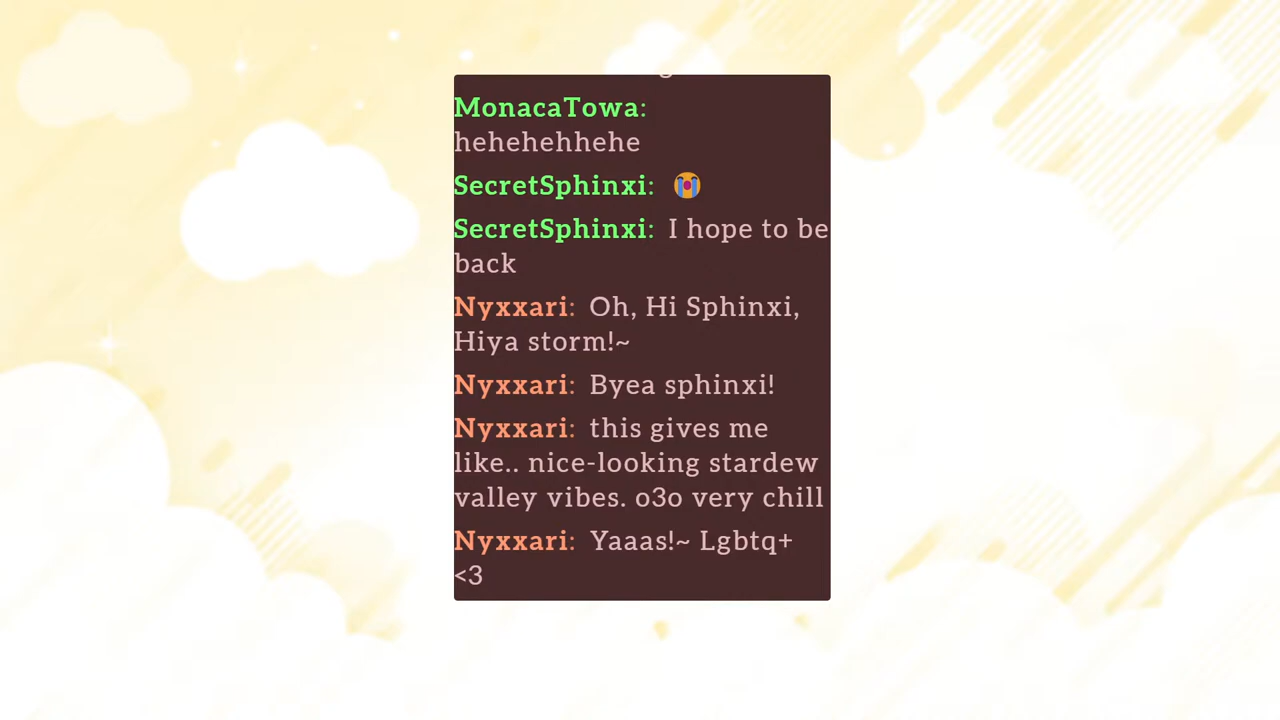 MonacaTowa:
hehehehhehe
SecretSphinxi: 😭
SecretSphinxi: I hope to be
back
Nyxxari: Oh, Hi Sphinxi,
Hiya storm!~
Nyxxari: Byea sphinxi!
Nyxxari: this gives me
like.. nice-looking stardew
valley vibes. o3o very chill
Nyxxari: Yaaas!~ Lgbtq+
<3